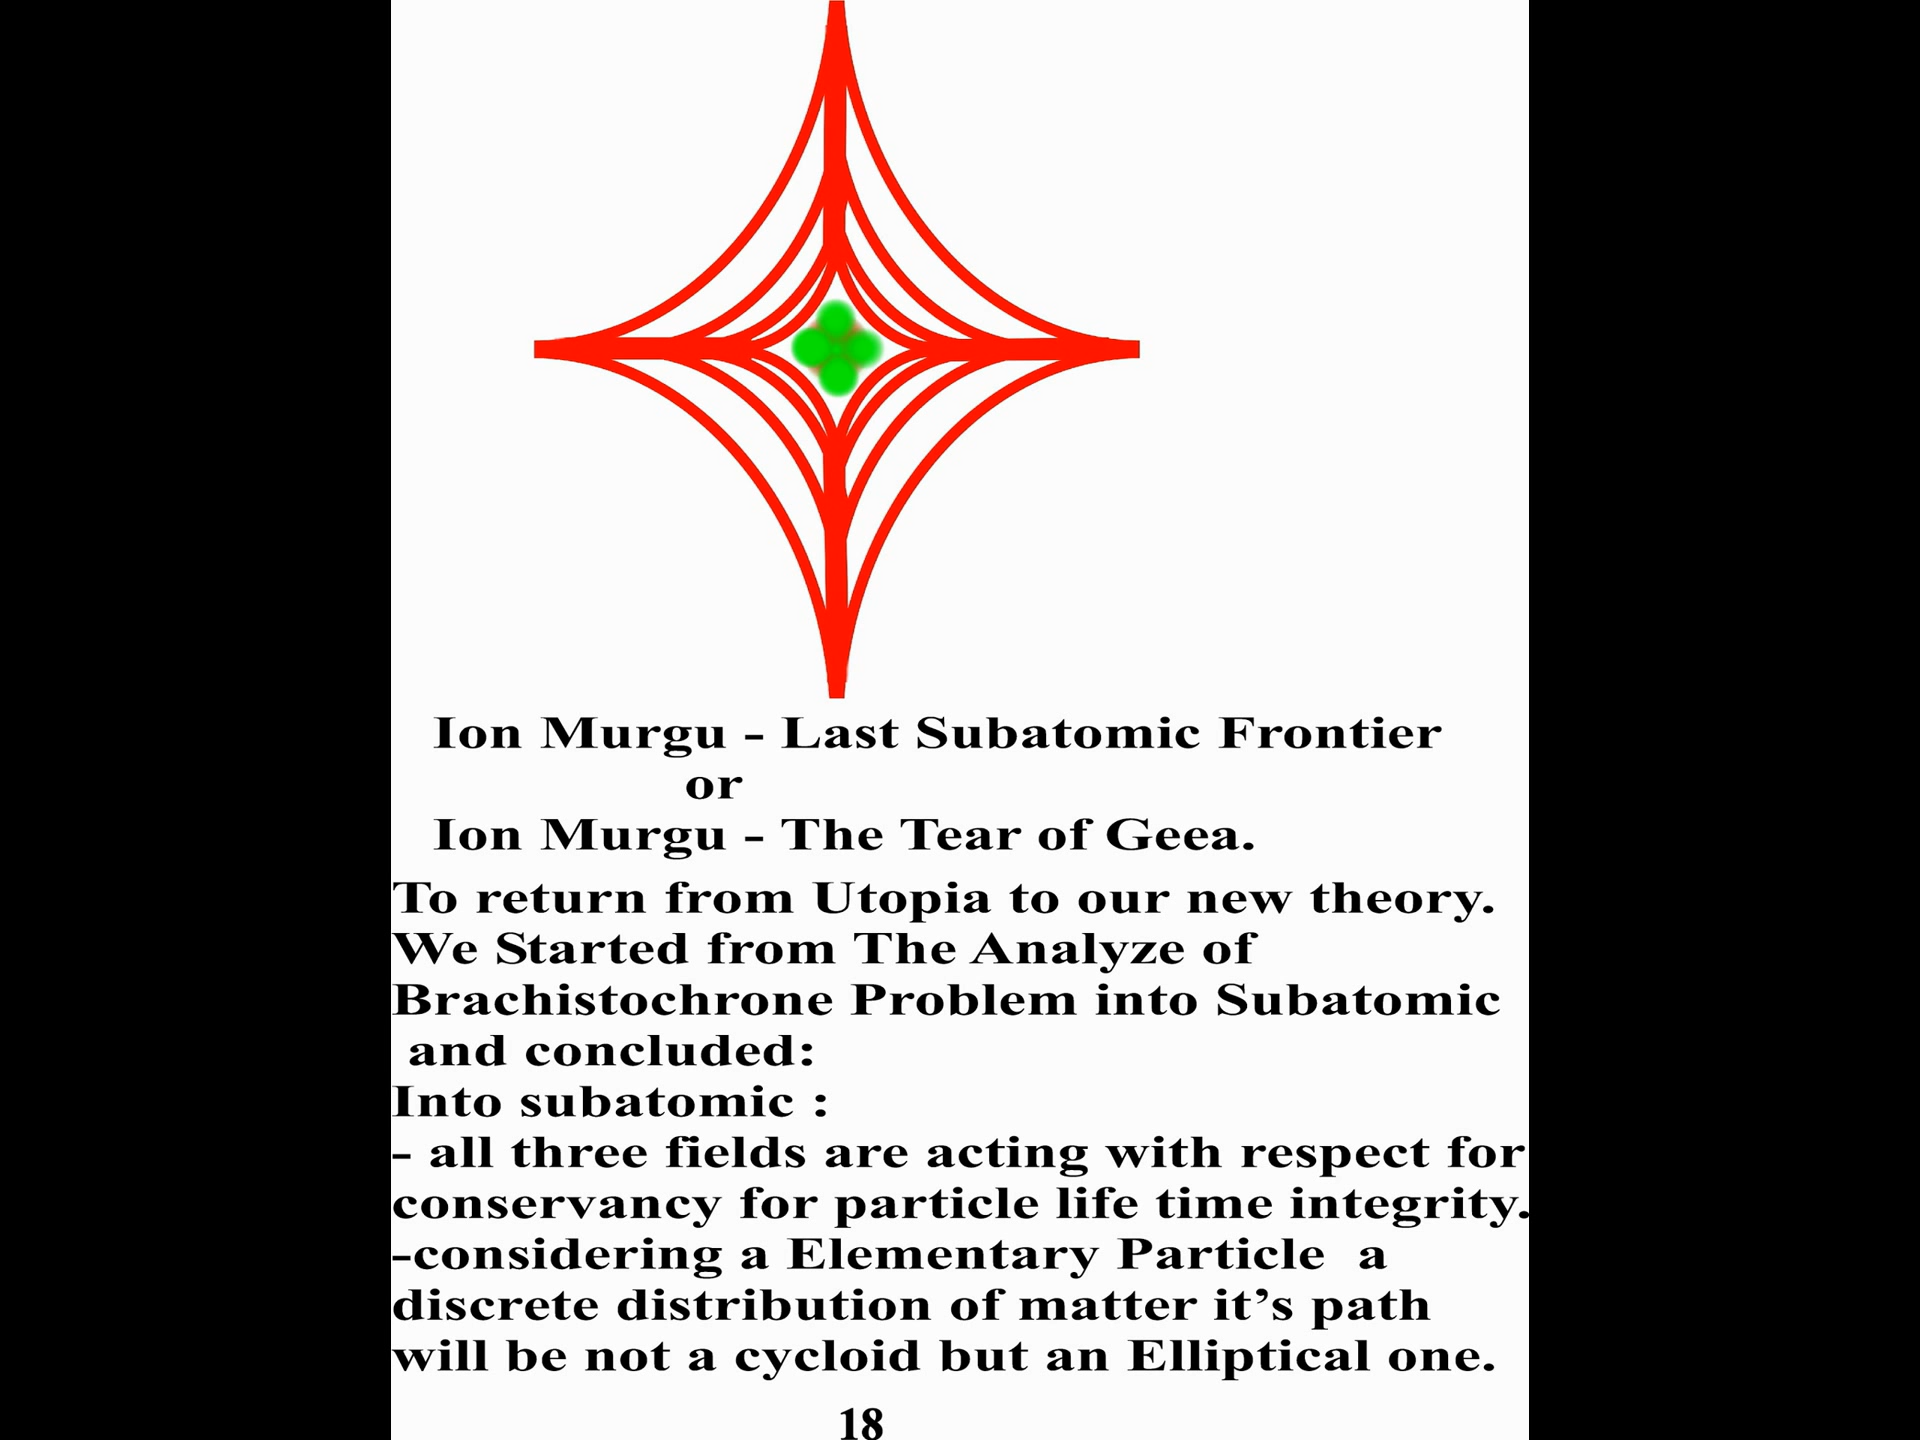 Ion Murgu - Last Subatomic Frontier
or
Ion Murgu - The Tear of Geea.
To return from Utopia to our new theory.
We Started from The Analyze of
Brachistochrone Problem into Subatomic
and concluded:
Into subatomic :
- all three fields are acting with respect for
conservancy for particle life time integrity.
-considering a Elementary Particle a
discrete distribution of matter it’s path
will be not a cycloid but an Elliptical one.
18